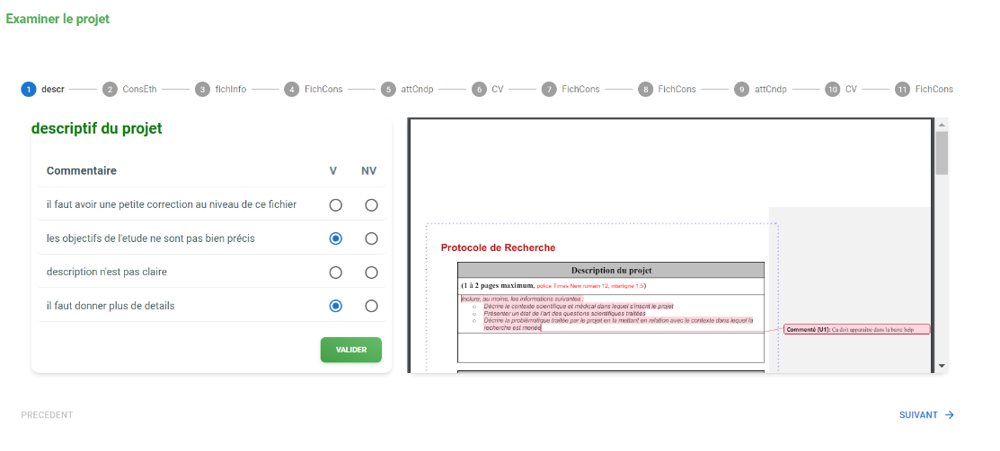 Examiner le projet
1 descr 2 ConsEth 3 fichInfo 4 FichCons 5 attCndp 6 CV 7 FichCons 8 FichCons 9 attCndp 10 CV 11 FichCons
descriptif du projet
Commentaire V NV
il faut avoir une petite correction au niveau de ce fichier
les objectifs de l'etude ne sont pas bien précis
description n'est pas claire
il faut donner plus de details
VALIDER
Protocole de Recherche
Description du projet
(1 à 2 pages maximum, police Times New romain 12, interligne 1,5)
Inclure, au moins, les informations suivantes :
o Décrire le contexte scientifique et médical dans lequel s'inscrit le projet
o Présenter un état de l'art des questions scientifiques traitées
o Décrire la problématique traitée par le projet en la mettant en relation avec le contexte dans lequel la
recherche est menée
Commenté [U1]: Ca doit apparaitre dans la barre help
PRECEDENT
SUIVANT